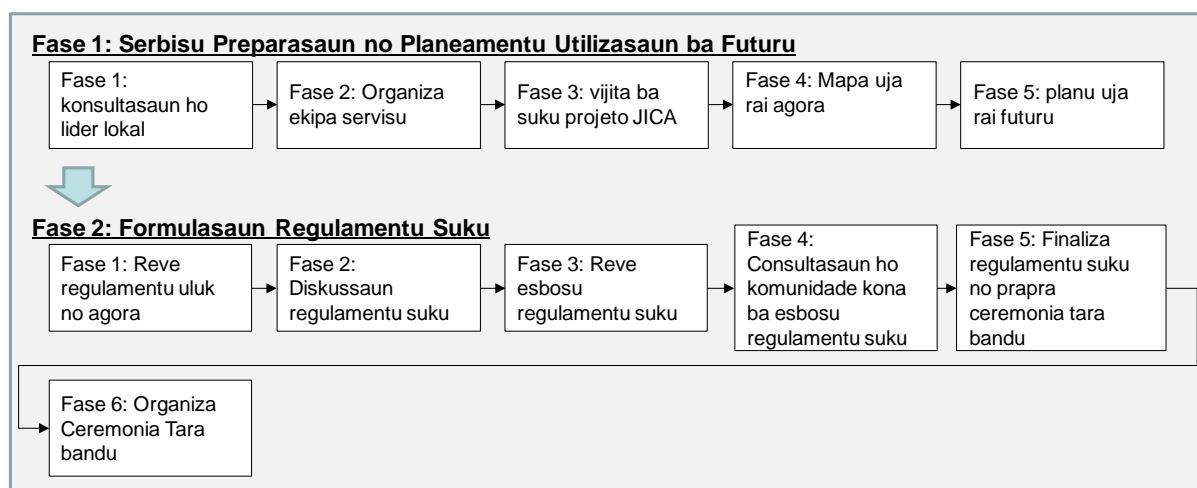 Fase 1: Serbisu Preparasaun no Planeamentu Utilizasaun ba Futuru
Fase 1:
konsultasaun ho
lider lokal
Fase 2: Organiza
ekipa servisu
Fase 3: vijita ba
suku projeto JICA
Fase 4: Mapa uja
rai agora
Fase 5: planu uja
rai futuru
Fase 2: Formulasaun Regulamentu Suku
Fase 1: Reve
regulamentu uluk
no agora
Fase 2:
Diskussaun
regulamentu suku
Fase 3: Reve
esbosu
regulamentu suku
Fase 4:
Consultasaun ho
komunidade kona
ba esbosu
regulamentu suku
Fase 5: Finaliza
regulamentu suku
no prapra
ceremonia tara
bandu
Fase 6: Organiza
Ceremonia Tara
bandu